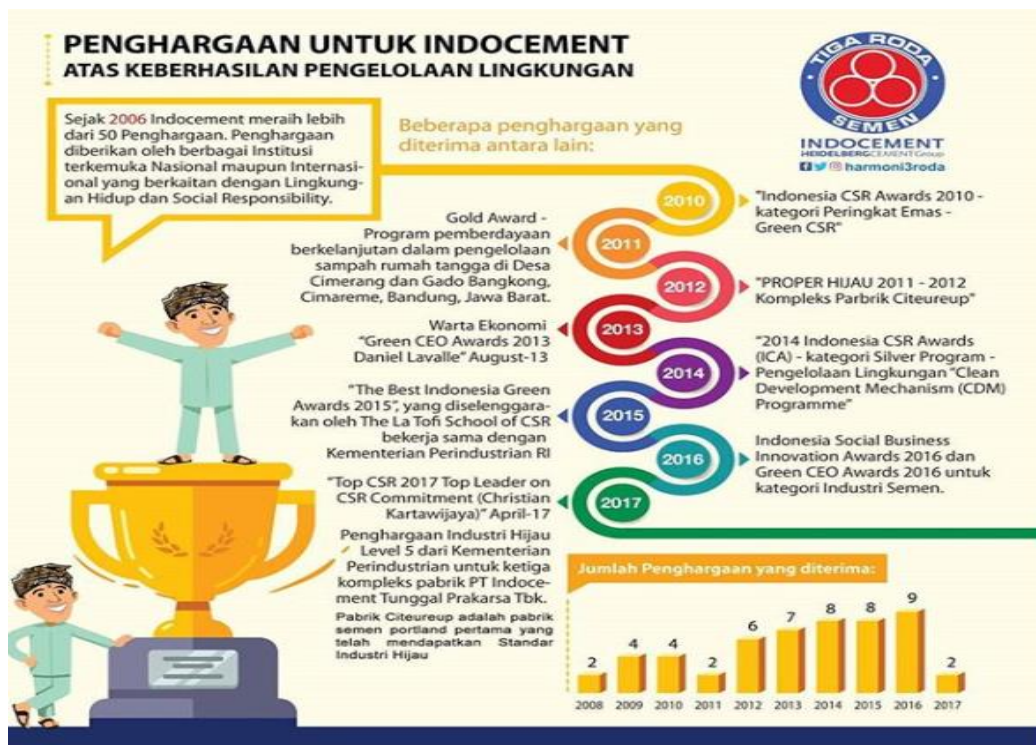 PENGHARGAAN UNTUK INDOCEMENT
ATAS KEBERHASILAN PENGELOLAAN LINGKUNGAN
TIGA RODA
SEMEN
INDOCEMENT
HEIDELBERGCEMENT Group
harmoni3roda
Sejak 2006 Indocement meraih lebih
dari 50 Penghargaan. Penghargaan
diberikan oleh berbagai Institusi
terkemuka Nasional maupun Internasi-
onal yang berkaitan dengan Lingkung-
an Hidup dan Social Responsibility.
Beberapa penghargaan yang
diterima antara lain:
2010
"Indonesia CSR Awards 2010 -
kategori Peringkat Emas -
Green CSR"
2011
Gold Award -
Program pemberdayaan
berkelanjutan dalam pengelolaan
sampah rumah tangga di Desa
Cimerang dan Gado Bangkong,
Cimareme, Bandung, Jawa Barat.
2012
"PROPER HIJAU 2011 - 2012
Kompleks Parbrik Citeureup"
2013
Warta Ekonomi
"Green CEO Awards 2013
Daniel Lavalle" August-13
2014
"2014 Indonesia CSR Awards
(ICA) - kategori Silver Program -
Pengelolaan Lingkungan "Clean
Development Mechanism (CDM)
Programme"
2015
"The Best Indonesia Green
Awards 2015", yang diselenggara-
kan oleh The La Tofi School of CSR
bekerja sama dengan
Kementerian Perindustrian RI
2016
Indonesia Social Business
Innovation Awards 2016 dan
Green CEO Awards 2016 untuk
kategori Industri Semen.
2017
"Top CSR 2017 Top Leader on
CSR Commitment (Christian
Kartawijaya)" April-17
Penghargaan Industri Hijau
Level 5 dari Kementerian
Perindustrian untuk ketiga
kompleks pabrik PT Indoce-
ment Tunggal Prakarsa Tbk.
Pabrik Citeureup adalah pabrik
semen portland pertama yang
telah mendapatkan Standar
Industri Hijau
Jumlah Penghargaan yang diterima:
2 4 4 2 6 7 8 8 9 2
2008 2009 2010 2011 2012 2013 2014 2015 2016 2017